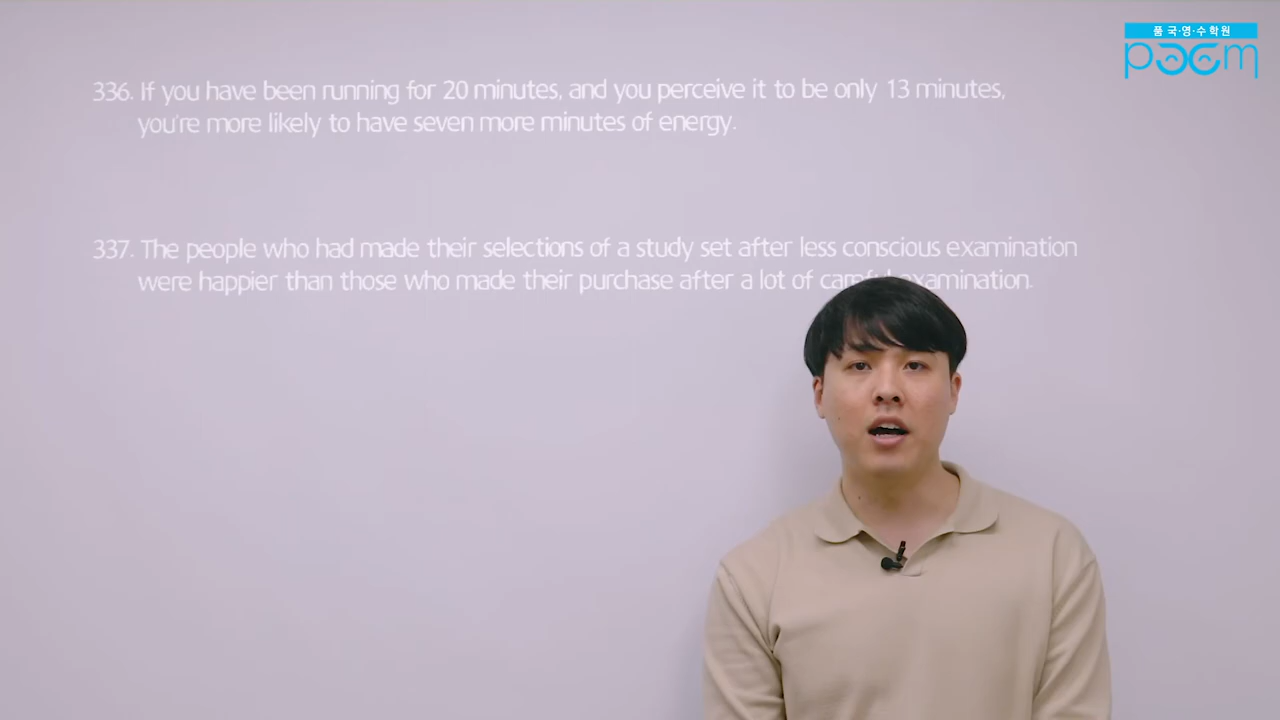 품 국·영·수 학원
336. If you have been running for 20 minutes, and you perceive it to be only 13 minutes,
you're more likely to have seven more minutes of energy.
337. The people who had made their selections of a study set after less conscious examination
were happier than those who made their purchase after a lot of careful examination.